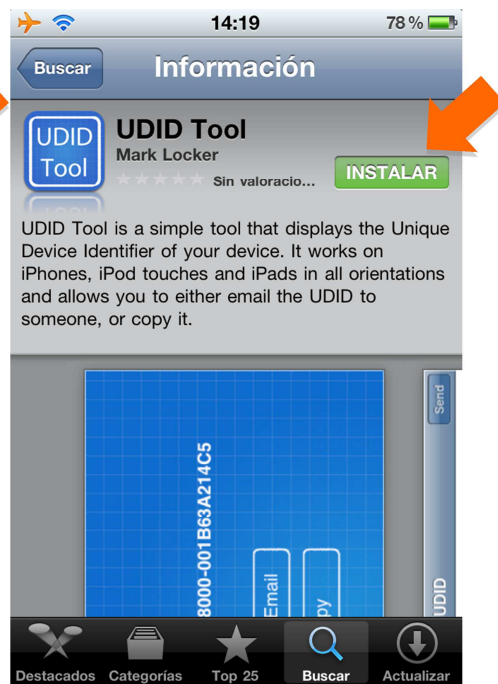 14:19
78 %
Buscar
Información
UDID
Tool
UDID Tool
Mark Locker
Sin valoracio...
INSTALAR
UDID Tool is a simple tool that displays the Unique
Device Identifier of your device. It works on
iPhones, iPod touches and iPads in all orientations
and allows you to either email the UDID to
someone, or copy it.
8000-001B63A214C5
Email
py
Send
UDID
Destacados
Categorías
Top 25
Buscar
Actualizar